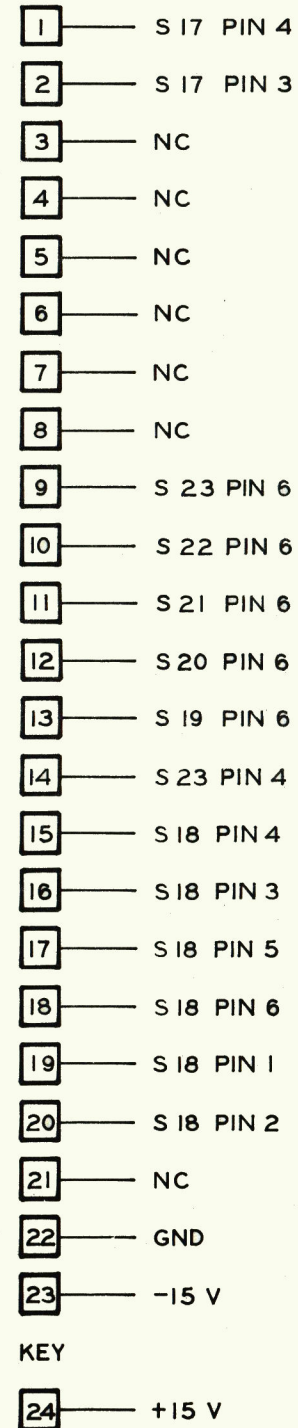 1 S 17 PIN 4
2 S 17 PIN 3
3 NC
4 NC
5 NC
6 NC
7 NC
8 NC
9 S 23 PIN 6
10 S 22 PIN 6
11 S 21 PIN 6
12 S 20 PIN 6
13 S 19 PIN 6
14 S 23 PIN 4
15 S 18 PIN 4
16 S 18 PIN 3
17 S 18 PIN 5
18 S 18 PIN 6
19 S 18 PIN 1
20 S 18 PIN 2
21 NC
22 GND
23 -15 V
KEY
24 +15 V